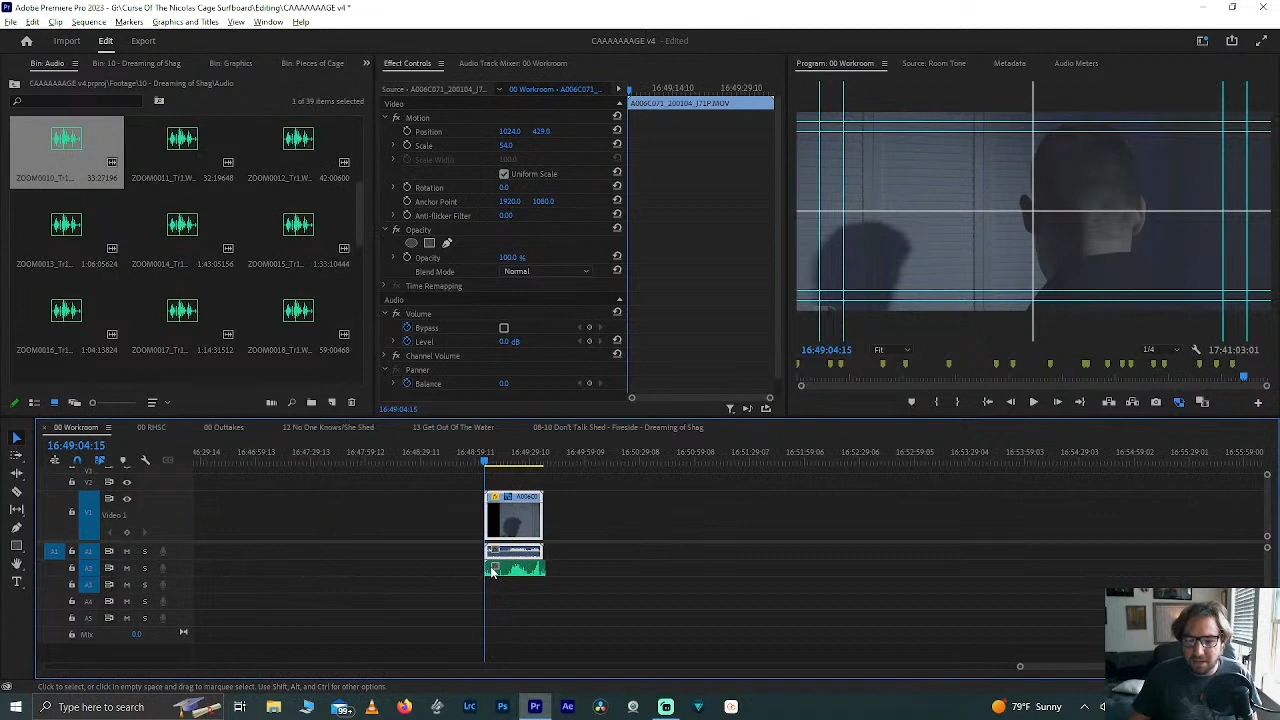 Adobe Premiere Pro 2023 - G:\Curse Of The Nicolas Cage Surfboard\Editing\CAAAAAAGE v4 *
File Edit Clip Sequence Markers Graphics and Titles View Window Help
Import Edit Export
CAAAAAAGE v4 - Edited
Bin: Audio Bin: 10 - Dreaming of Shag Bin: Graphics Bin: Pieces of Cage
CAAAAAAGE v4.prproj\Footage\10 - Dreaming of Shag\Audio
1 of 39 items selected
ZOOM0010_Tr1... 33:27196
ZOOM0011_Tr1.W... 32:19648
ZOOM0012_Tr1... 42:00600
ZOOM0013_Tr1... 1:06:05624
ZOOM0014_Tr1... 1:43:05156
ZOOM0015_Tr1... 1:33:10444
ZOOM0016_Tr1... 1:04:13824
ZOOM0017_Tr1... 1:14:31512
ZOOM0018_Tr1.W... 59:00468
Effect Controls Audio Track Mixer: 00 Workroom
Source - A006C071_200104_J7... 00 Workroom - A006C071_...
16:49:14:10 16:49:29:10
Video
A006C071_200104_J71P.MOV
fx Motion
Position 1024.0 429.0
Scale 54.0
Scale Width 100.0
Uniform Scale
Rotation 0.0
Anchor Point 1920.0 1080.0
Anti-flicker Filter 0.00
fx Opacity
Opacity 100.0 %
Blend Mode Normal
Time Remapping
Audio
fx Volume
Bypass
Level 0.0 dB
Channel Volume
Panner
Balance 0.0
16:49:04:15
Program: 00 Workroom Source: Room Tone Metadata Audio Meters
16:49:04:15 Fit 1/4 17:41:03:01
00 Workroom 00 RHSC 00 Outtakes 12 No One Knows/She Shed 13 Get Out Of The Water 08-10 Don't Talk Shed - Fireside - Dreaming of Shag
16:49:04:15
16:46:29:14 16:46:59:13 16:47:29:13 16:47:59:12 16:48:29:11 16:48:59:11 16:49:29:10 16:49:59:09 16:50:29:08 16:50:59:08 16:51:29:07 16:51:59:06 16:52:29:06 16:52:55:05 16:53:29:04 16:53:59:03 16:54:29:03 16:54:59:02
V3
V2
V1 Video 1
A006C0
A1 A1 M S
A2 M S
A3 M S
A4 M S
A5 M S
Mix 0.0
Click to select, or click in empty space and drag to marquee select. Use Shift, Alt, and Ctrl for other options.
Type here to search
99+
Lrc Ps Pr Ae
79°F Sunny